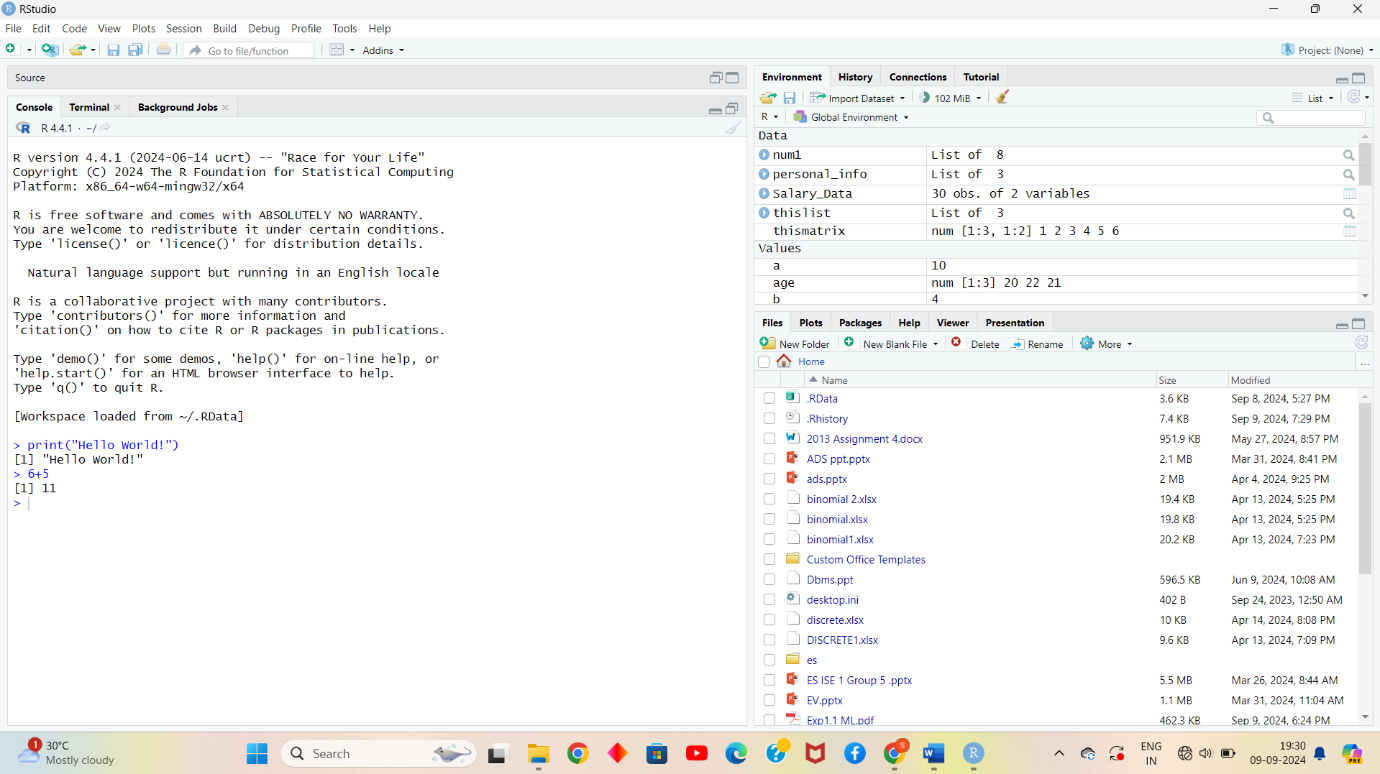 RStudio
File Edit Code View Plots Session Build Debug Profile Tools Help
Go to file/function Addins Project: (None)
Source
Console Terminal Background Jobs
R 4.4.1 · ~/
R version 4.4.1 (2024-06-14 ucrt) -- "Race for Your Life"
Copyright (C) 2024 The R Foundation for Statistical Computing
Platform: x86_64-w64-mingw32/x64
R is free software and comes with ABSOLUTELY NO WARRANTY.
You are welcome to redistribute it under certain conditions.
Type 'license()' or 'licence()' for distribution details.
Natural language support but running in an English locale
R is a collaborative project with many contributors.
Type 'contributors()' for more information and
'citation()' on how to cite R or R packages in publications.
Type 'demo()' for some demos, 'help()' for on-line help, or
'help.start()' for an HTML browser interface to help.
Type 'q()' to quit R.
[Workspace loaded from ~/.RData]
> print("Hello World!")
[1] "Hello World!"
> 6+5
[1] 11
>
Environment History Connections Tutorial
Import Dataset 102 MiB List
R Global Environment
Data
num1 List of 8
personal_info List of 3
Salary_Data 30 obs. of 2 variables
thislist List of 3
thismatrix num [1:3, 1:2] 1 2 3 4 5 6
Values
a 10
age num [1:3] 20 22 21
b 4
Files Plots Packages Help Viewer Presentation
New Folder New Blank File Delete Rename More
Home ...
Name Size Modified
.RData 3.6 KB Sep 8, 2024, 5:27 PM
.Rhistory 7.4 KB Sep 9, 2024, 7:29 PM
2013 Assignment 4.docx 951.9 KB May 27, 2024, 8:57 PM
ADS ppt.pptx 2.1 MB Mar 31, 2024, 8:41 PM
ads.pptx 2 MB Apr 4, 2024, 9:25 PM
binomial 2.xlsx 19.4 KB Apr 13, 2024, 5:25 PM
binomial.xlsx 19.8 KB Apr 13, 2024, 5:25 PM
binomial1.xlsx 20.2 KB Apr 13, 2024, 7:23 PM
Custom Office Templates
Dbms.ppt 596.5 KB Jun 9, 2024, 10:08 AM
desktop.ini 402 B Sep 24, 2023, 12:50 AM
discrete.xlsx 10 KB Apr 14, 2024, 8:08 PM
DISCRETE1.xlsx 9.6 KB Apr 13, 2024, 7:09 PM
es
ES ISE 1 Group 5 .pptx 5.5 MB Mar 26, 2024, 8:44 AM
EV.pptx 1.1 MB Mar 31, 2024, 11:04 AM
Exp1.1 ML.pdf 462.3 KB Sep 9, 2024, 6:24 PM
1 30°C
Mostly cloudy
Search
ENG
IN
19:30
09-09-2024
PRE